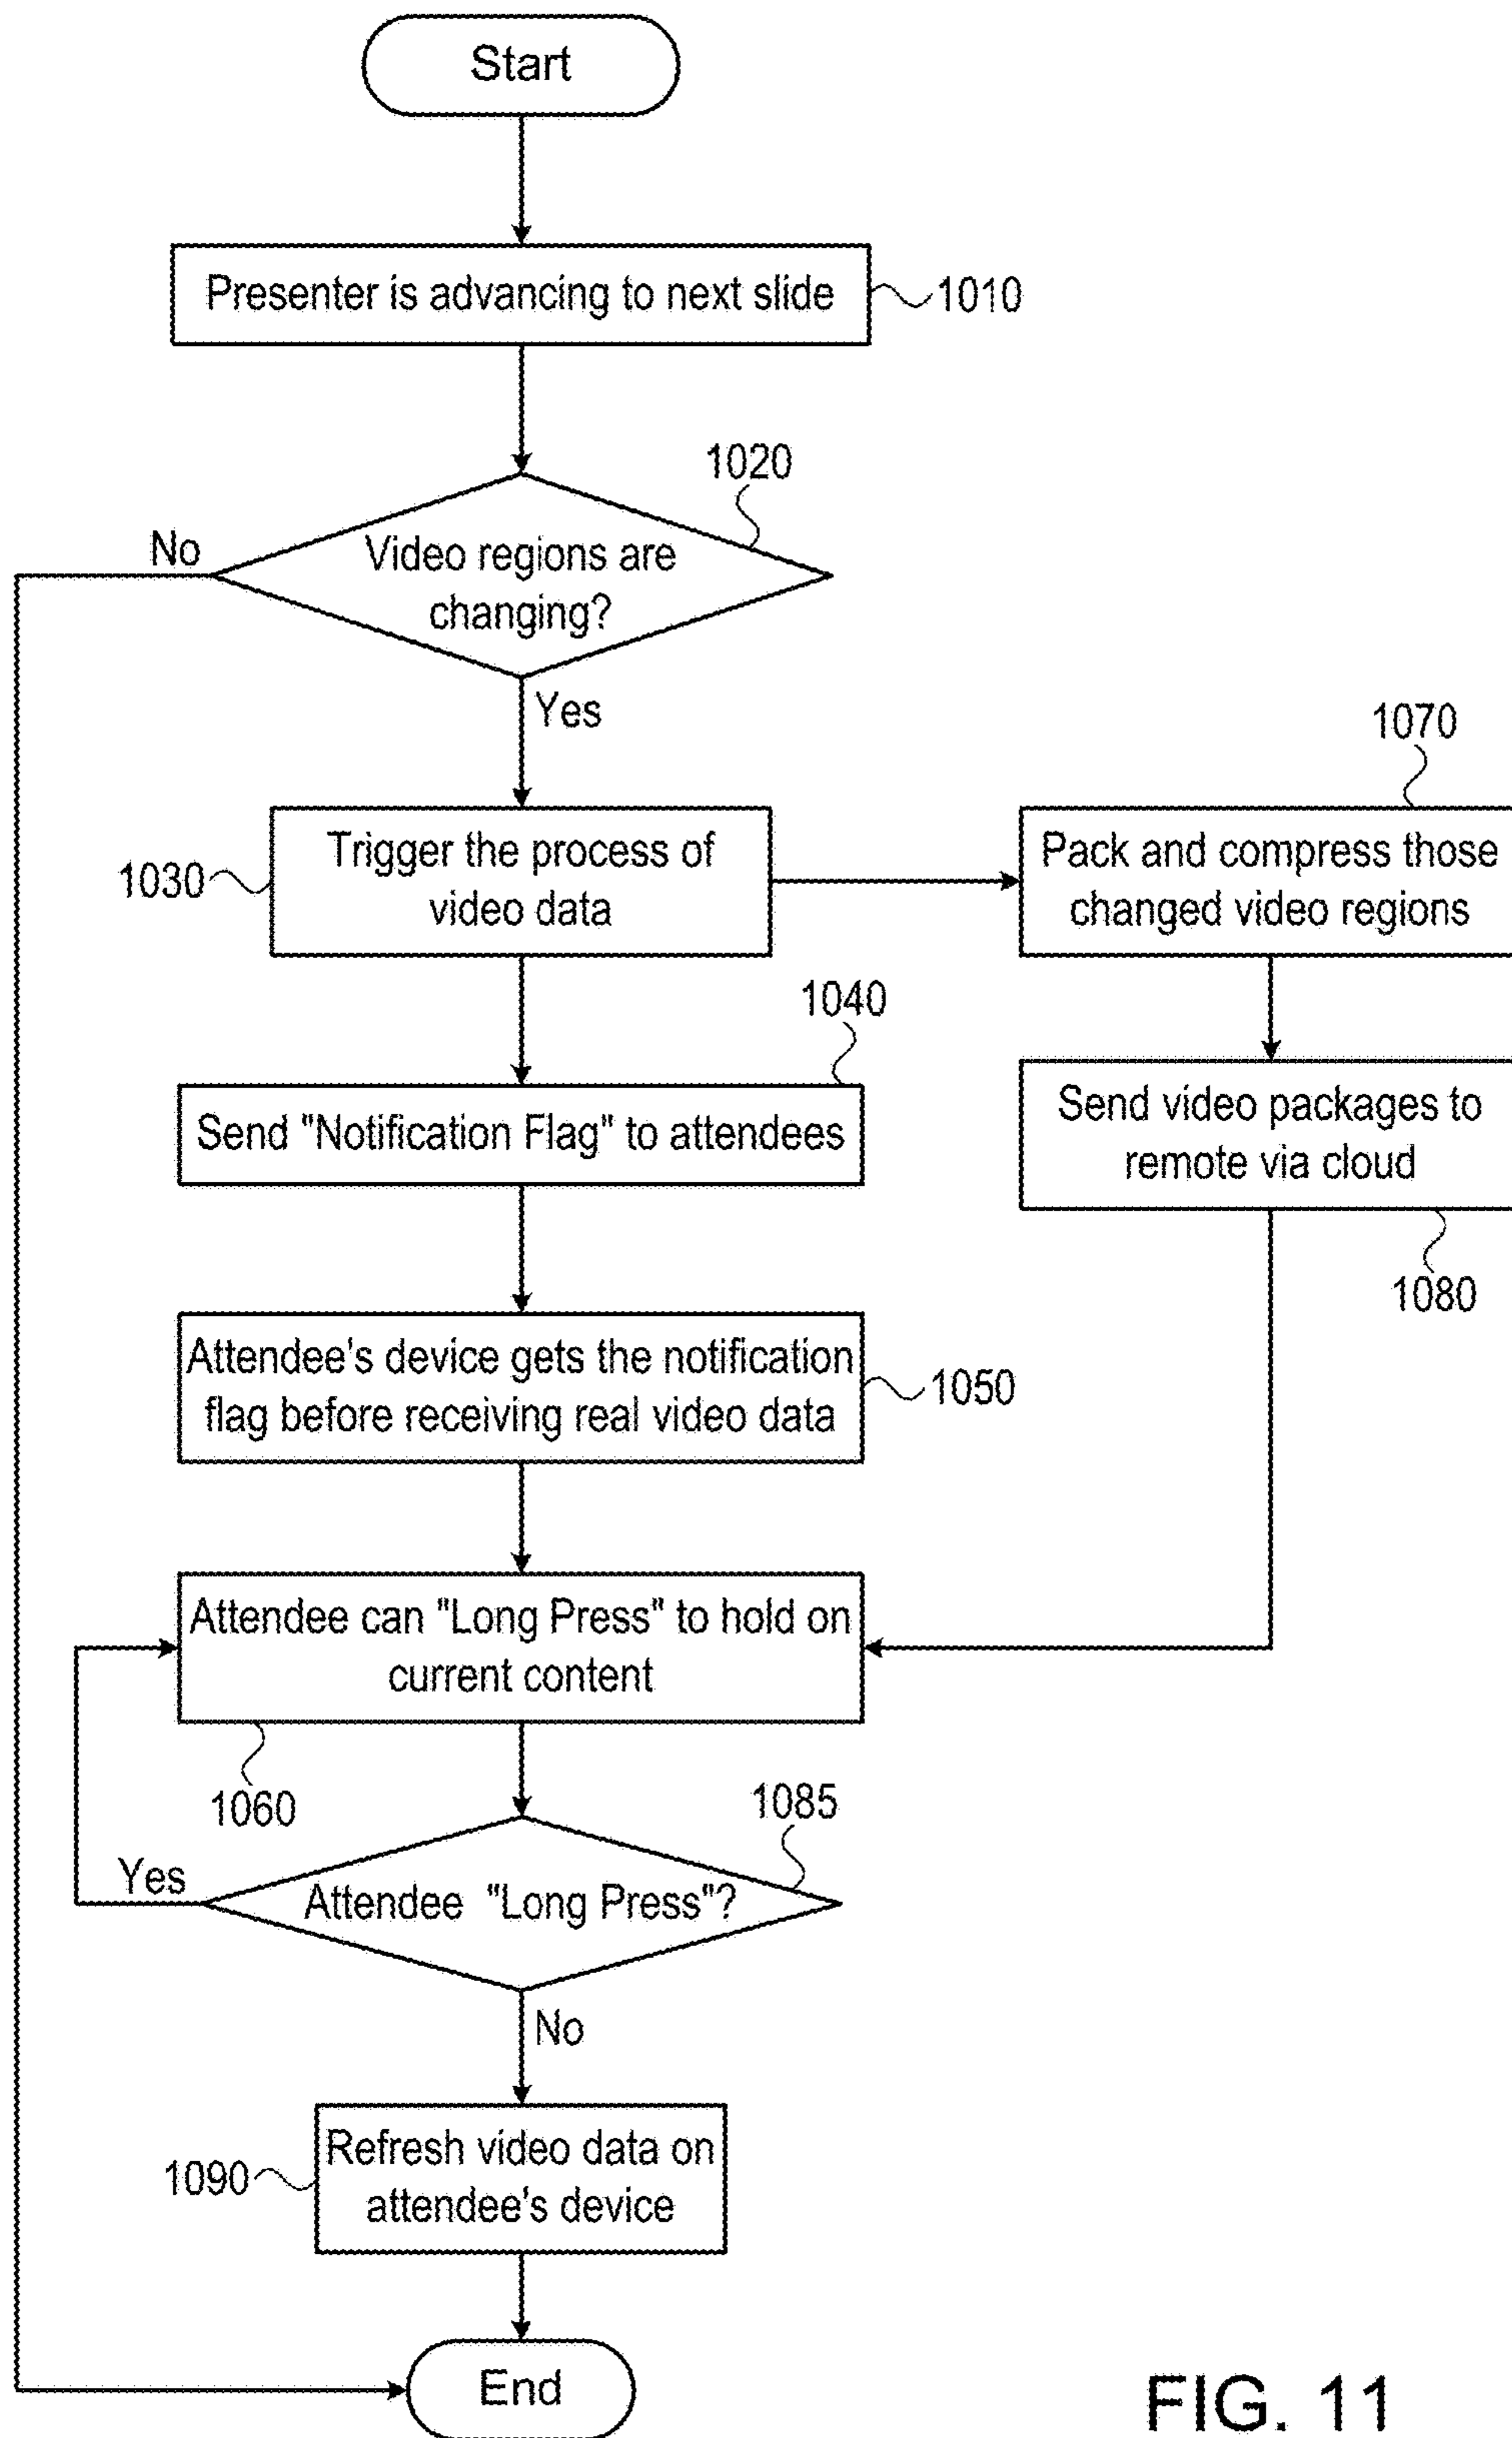 Start
Presenter is advancing to next slide
1010
1020
No
Video regions are
changing?
Yes
1070
1030
Trigger the process of
video data
Pack and compress those
changed video regions
1040
Send "Notification Flag" to attendees
Send video packages to
remote via cloud
1080
Attendee's device gets the notification
flag before receiving real video data
1050
Attendee can "Long Press" to hold on
current content
1060
1085
Yes
Attendee "Long Press"?
No
1090
Refresh video data on
attendee's device
End
FIG. 11